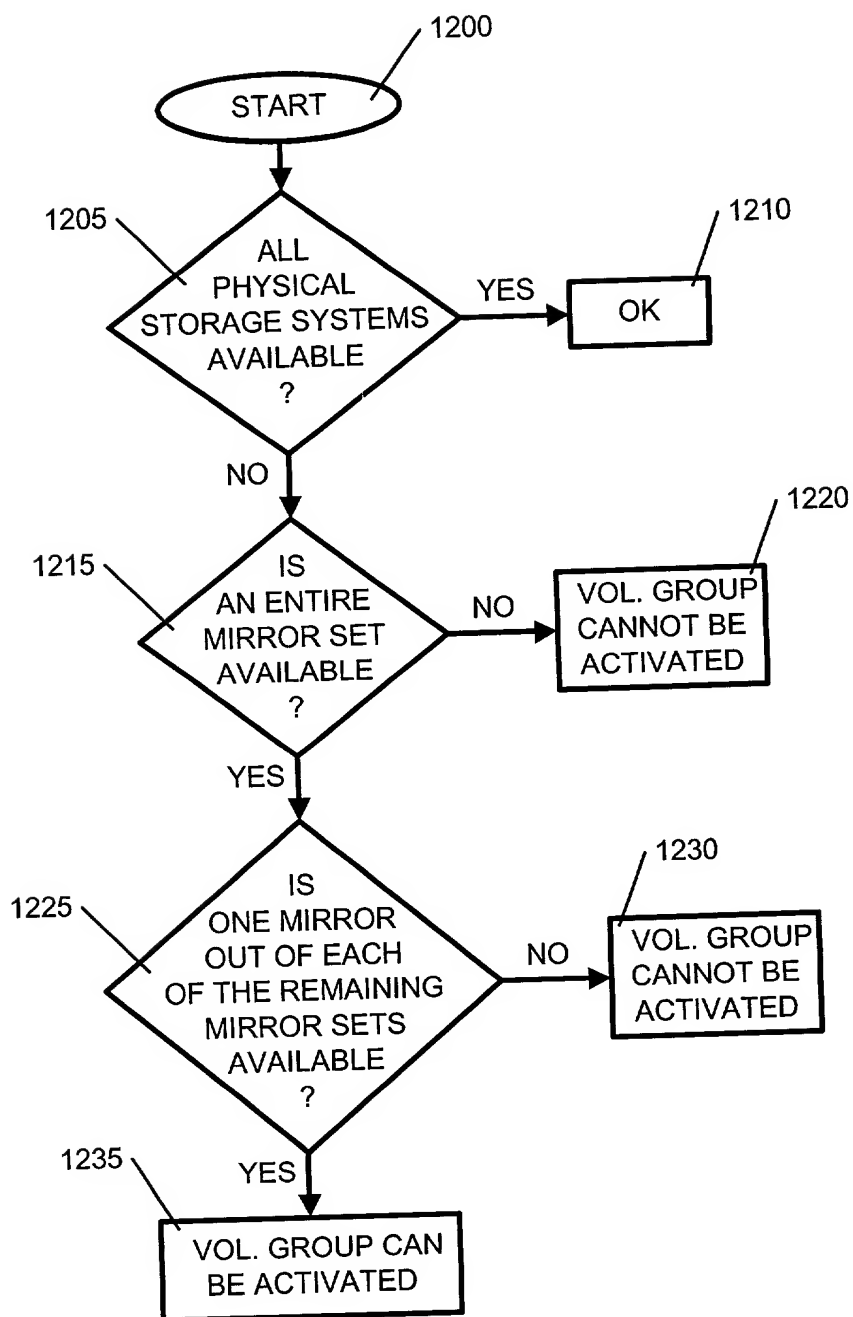 1200
START
1205
ALL
PHYSICAL
STORAGE SYSTEMS
AVAILABLE
?
YES
1210
OK
NO
1215
IS
AN ENTIRE
MIRROR SET
AVAILABLE
?
NO
1220
VOL. GROUP
CANNOT BE
ACTIVATED
YES
1225
IS
ONE MIRROR
OUT OF EACH
OF THE REMAINING
MIRROR SETS
AVAILABLE
?
NO
1230
VOL. GROUP
CANNOT BE
ACTIVATED
YES
1235
VOL. GROUP CAN
BE ACTIVATED